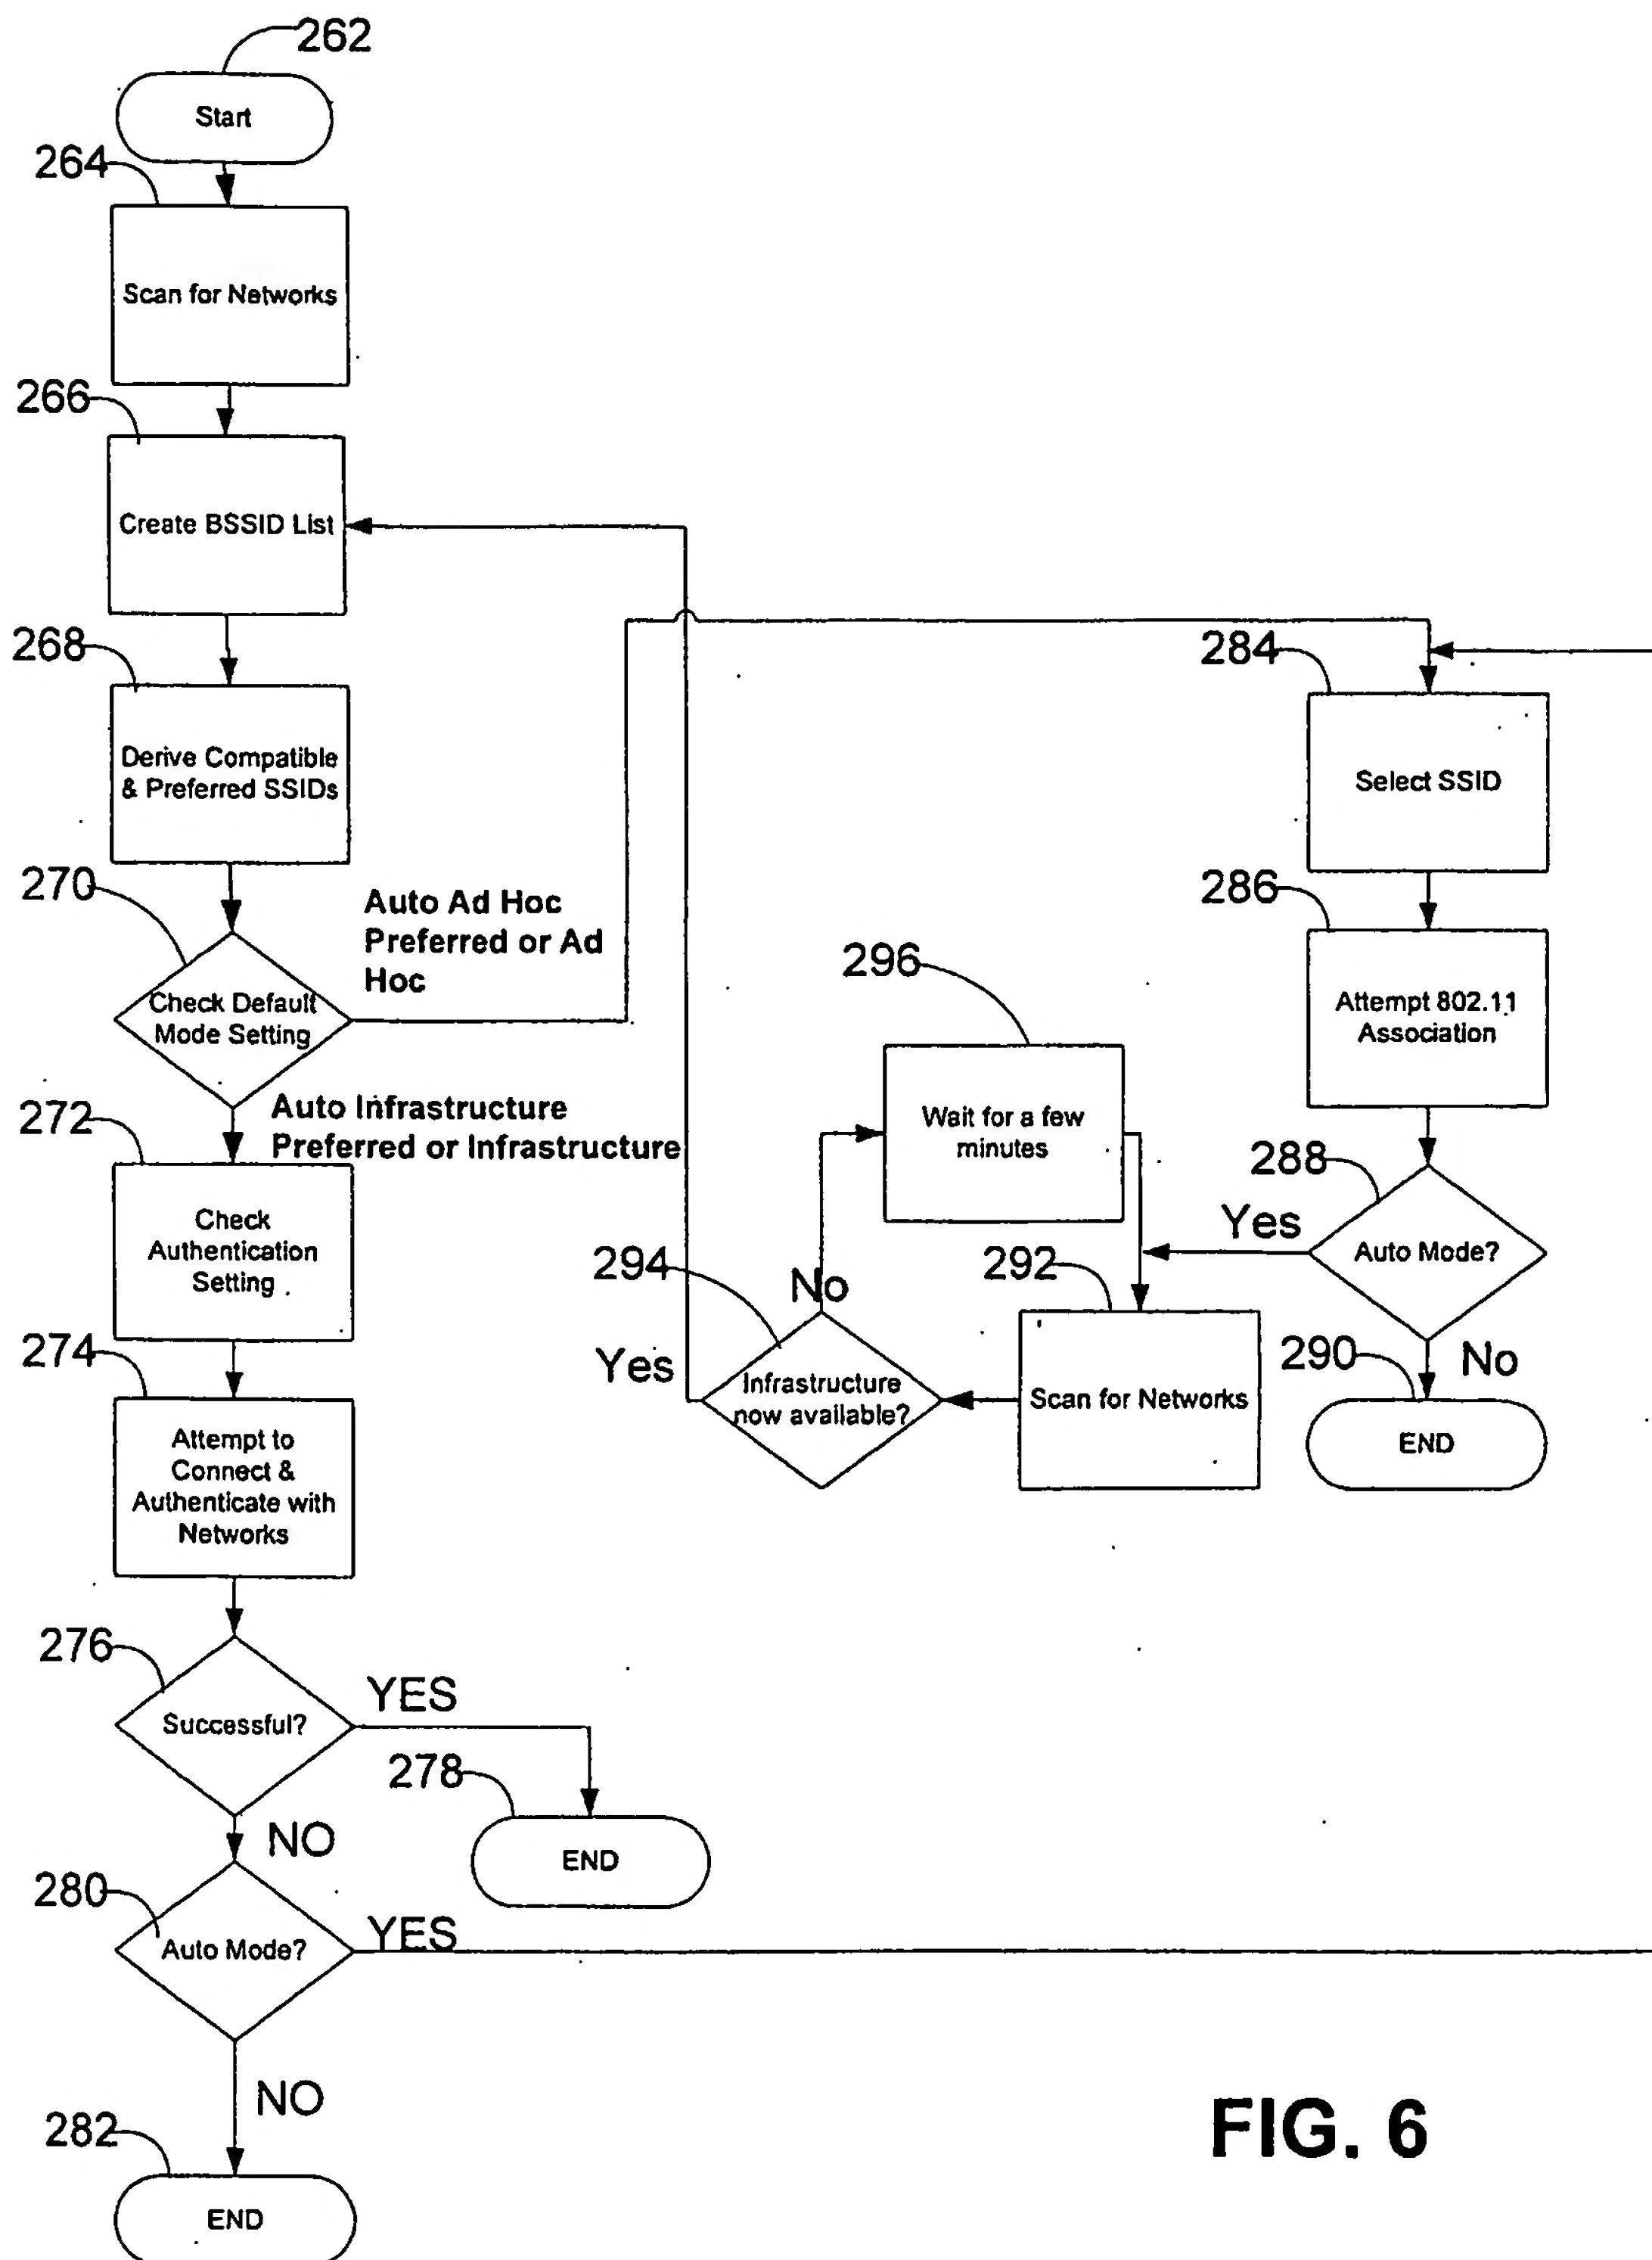 262
Start
264
Scan for Networks
266
Create BSSID List
268
Derive Compatible
& Preferred SSIDs
270
Check Default
Mode Setting
Auto Ad Hoc
Preferred or Ad
Hoc
Auto Infrastructure
Preferred or Infrastructure
272
Check
Authentication
Setting
274
Attempt to
Connect &
Authenticate with
Networks
276
Successful?
YES
278
END
NO
280
Auto Mode?
YES
NO
282
END
284
Select SSID
286
Attempt 802.11
Association
288
Auto Mode?
Yes
No
290
END
292
Scan for Networks
294
Infrastructure
now available?
Yes
No
296
Wait for a few
minutes
FIG. 6